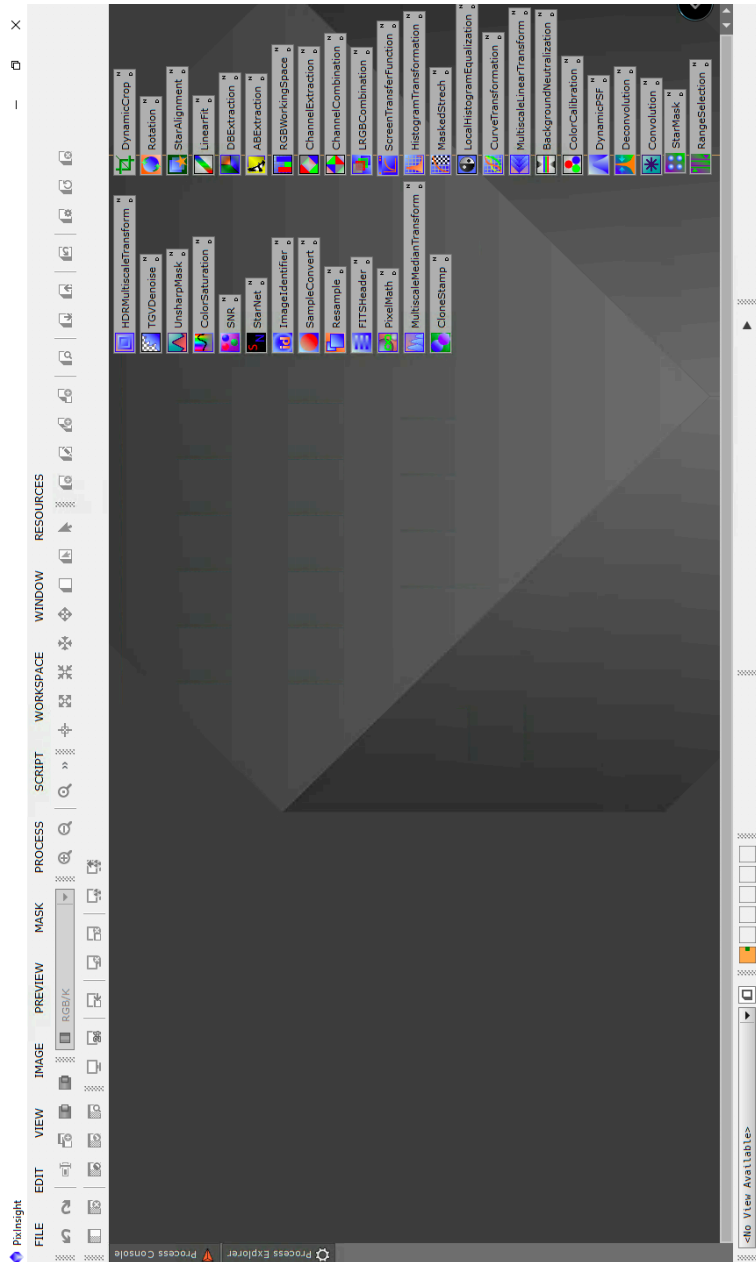 PixInsight
FILE EDIT VIEW IMAGE PREVIEW MASK PROCESS SCRIPT WORKSPACE WINDOW RESOURCES
RGB/K
Process Console
Process Explorer
HDRMultiscaleTransform
TGVDenoise
UnsharpMask
ColorSaturation
SNR
StarNet
ImageIdentifier
SampleConvert
Resample
FITSHeader
PixelMath
MultiscaleMedianTransform
CloneStamp
DynamicCrop
Rotation
StarAlignment
LinearFit
DBExtraction
ABExtraction
RGBWorkingSpace
ChannelExtraction
ChannelCombination
LRGBCombination
ScreenTransferFunction
HistogramTransformation
MaskedStrech
LocalHistogramEqualization
CurveTransformation
MultiscaleLinearTransform
BackgroundNeutralization
ColorCalibration
DynamicPSF
Deconvolution
Convolution
StarMask
RangeSelection
<No View Available>